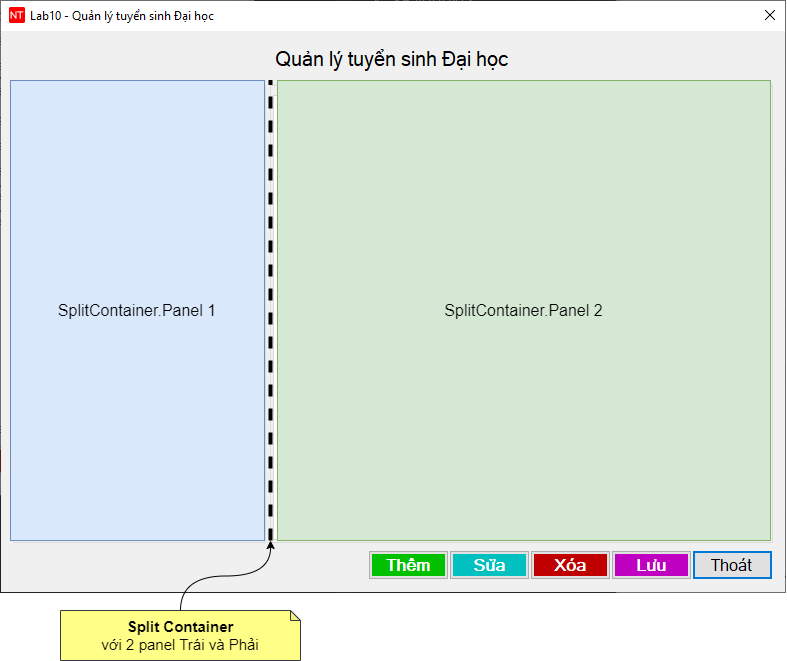 NT Lab10 - Quản lý tuyển sinh Đại học
Quản lý tuyển sinh Đại học
SplitContainer.Panel 1
SplitContainer.Panel 2
Thêm Sửa Xóa Lưu Thoát
Split Container
với 2 panel Trái và Phải